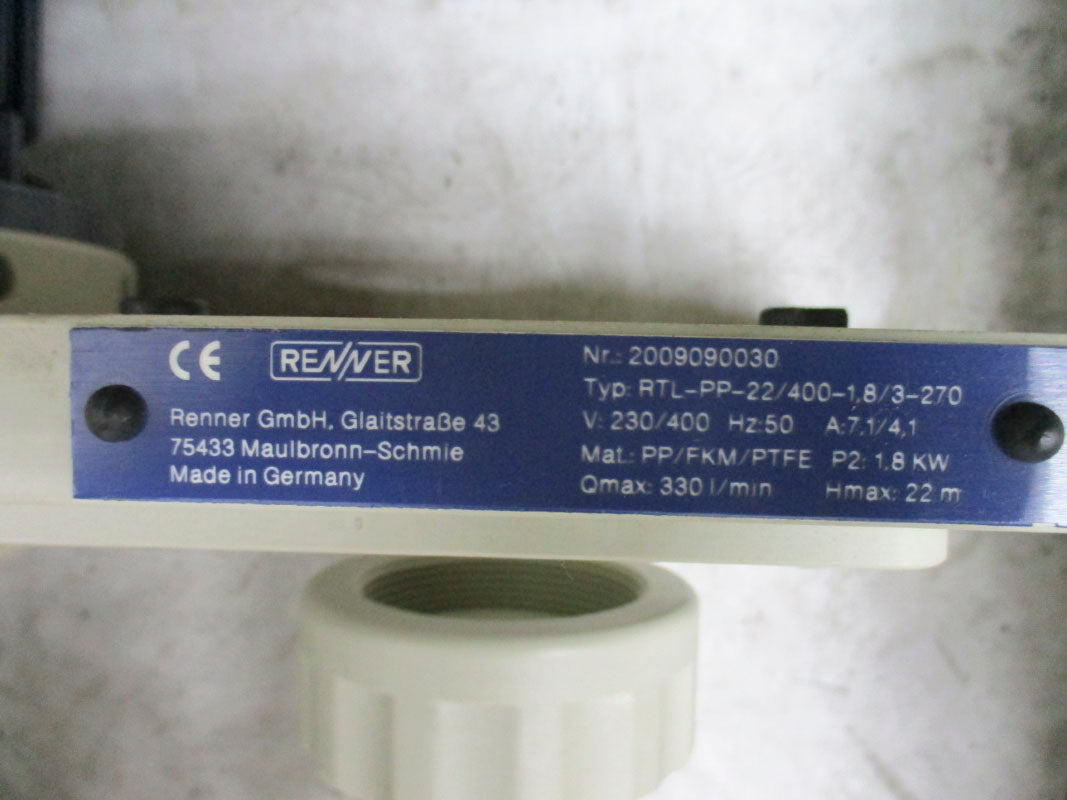 CE RENNER
Renner GmbH, Glaitstraße 43
75433 Maulbronn-Schmie
Made in Germany
Nr.: 2009090030
Typ: RTL-PP-22/400-1,8/3-270
V: 230/400 Hz:50 A:7,1/4,1
Mat.: PP/FKM/PTFE P2: 1.8 KW
Qmax: 330 l/min Hmax: 22 m